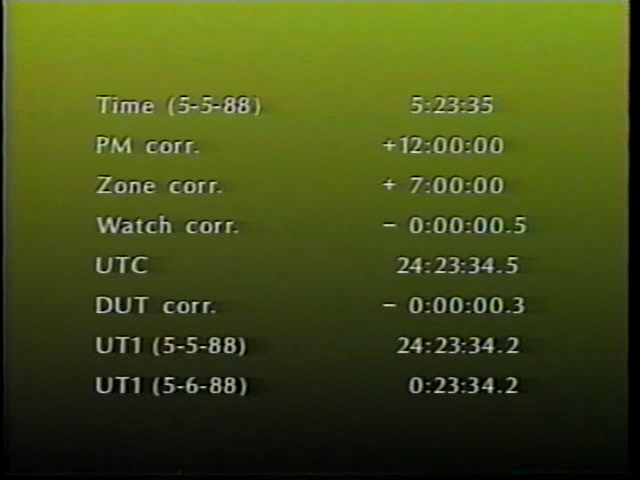 Time (5-5-88) 5:23:35
PM corr. +12:00:00
Zone corr. + 7:00:00
Watch corr. – 0:00:00.5
UTC 24:23:34.5
DUT corr. – 0:00:00.3
UT1 (5-5-88) 24:23:34.2
UT1 (5-6-88) 0:23:34.2